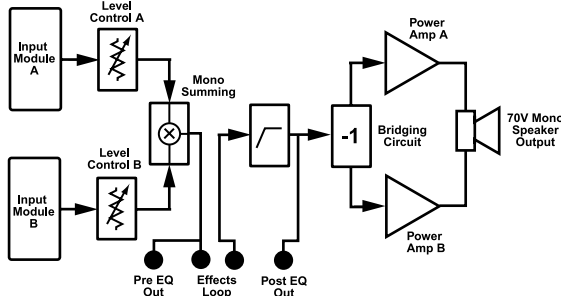 Level
Control A
Input
Module
A
Mono
Summing
Level
Control B
Input
Module
B
Pre EQ
Out
Effects
Loop
Post EQ
Out
-1
Bridging
Circuit
Power
Amp A
Power
Amp B
70V Mono
Speaker
Output